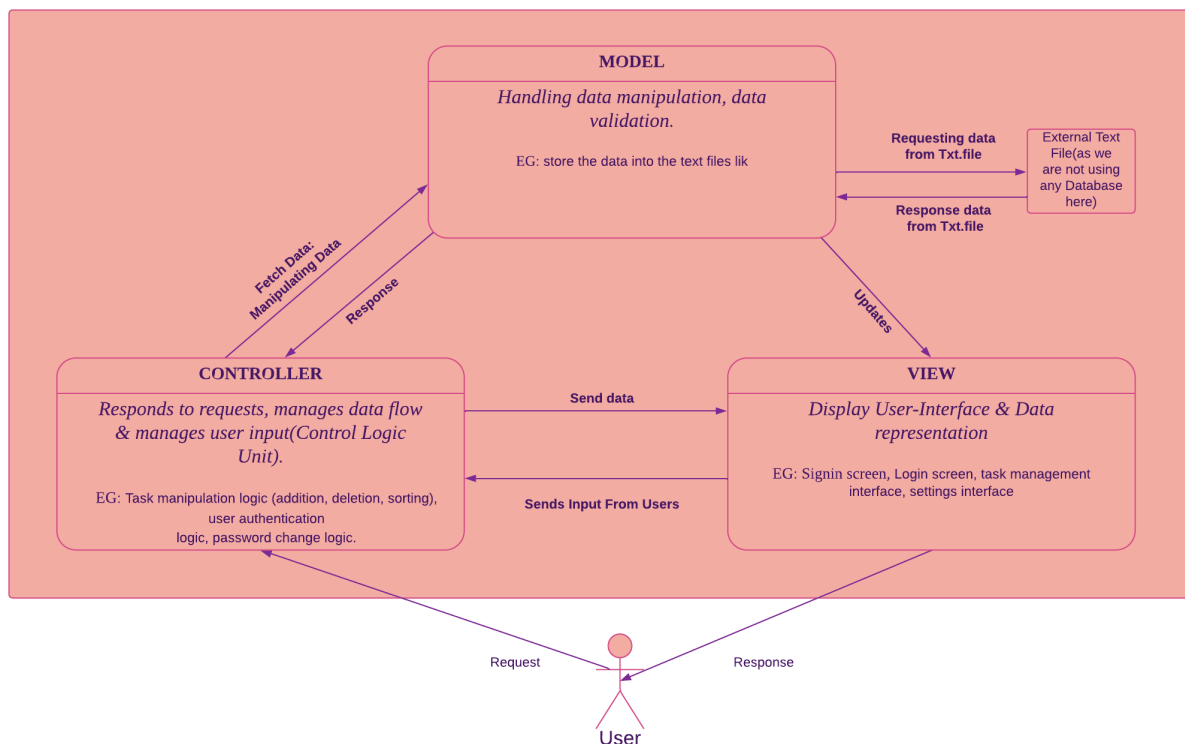 MODEL
Handling data manipulation, data
validation.
EG: store the data into the text files lik
Requesting data
from Txt.file
Response data
from Txt.file
External Text
File(as we
are not using
any Database
here)
Fetch Data:
Manipulating Data
Response
Updates
CONTROLLER
Responds to requests, manages data flow
& manages user input(Control Logic
Unit).
EG: Task manipulation logic (addition, deletion, sorting),
user authentication
logic, password change logic.
Send data
Sends Input From Users
VIEW
Display User-Interface & Data
representation
EG: Signin screen, Login screen, task management
interface, settings interface
Request
Response
User